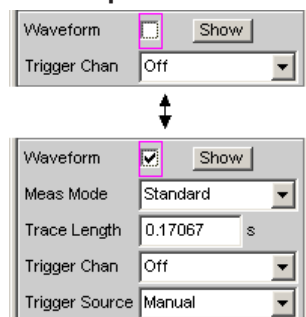 Waveform Show
Trigger Chan Off
Waveform Show
Meas Mode Standard
Trace Length 0.17067 s
Trigger Chan Off
Trigger Source Manual